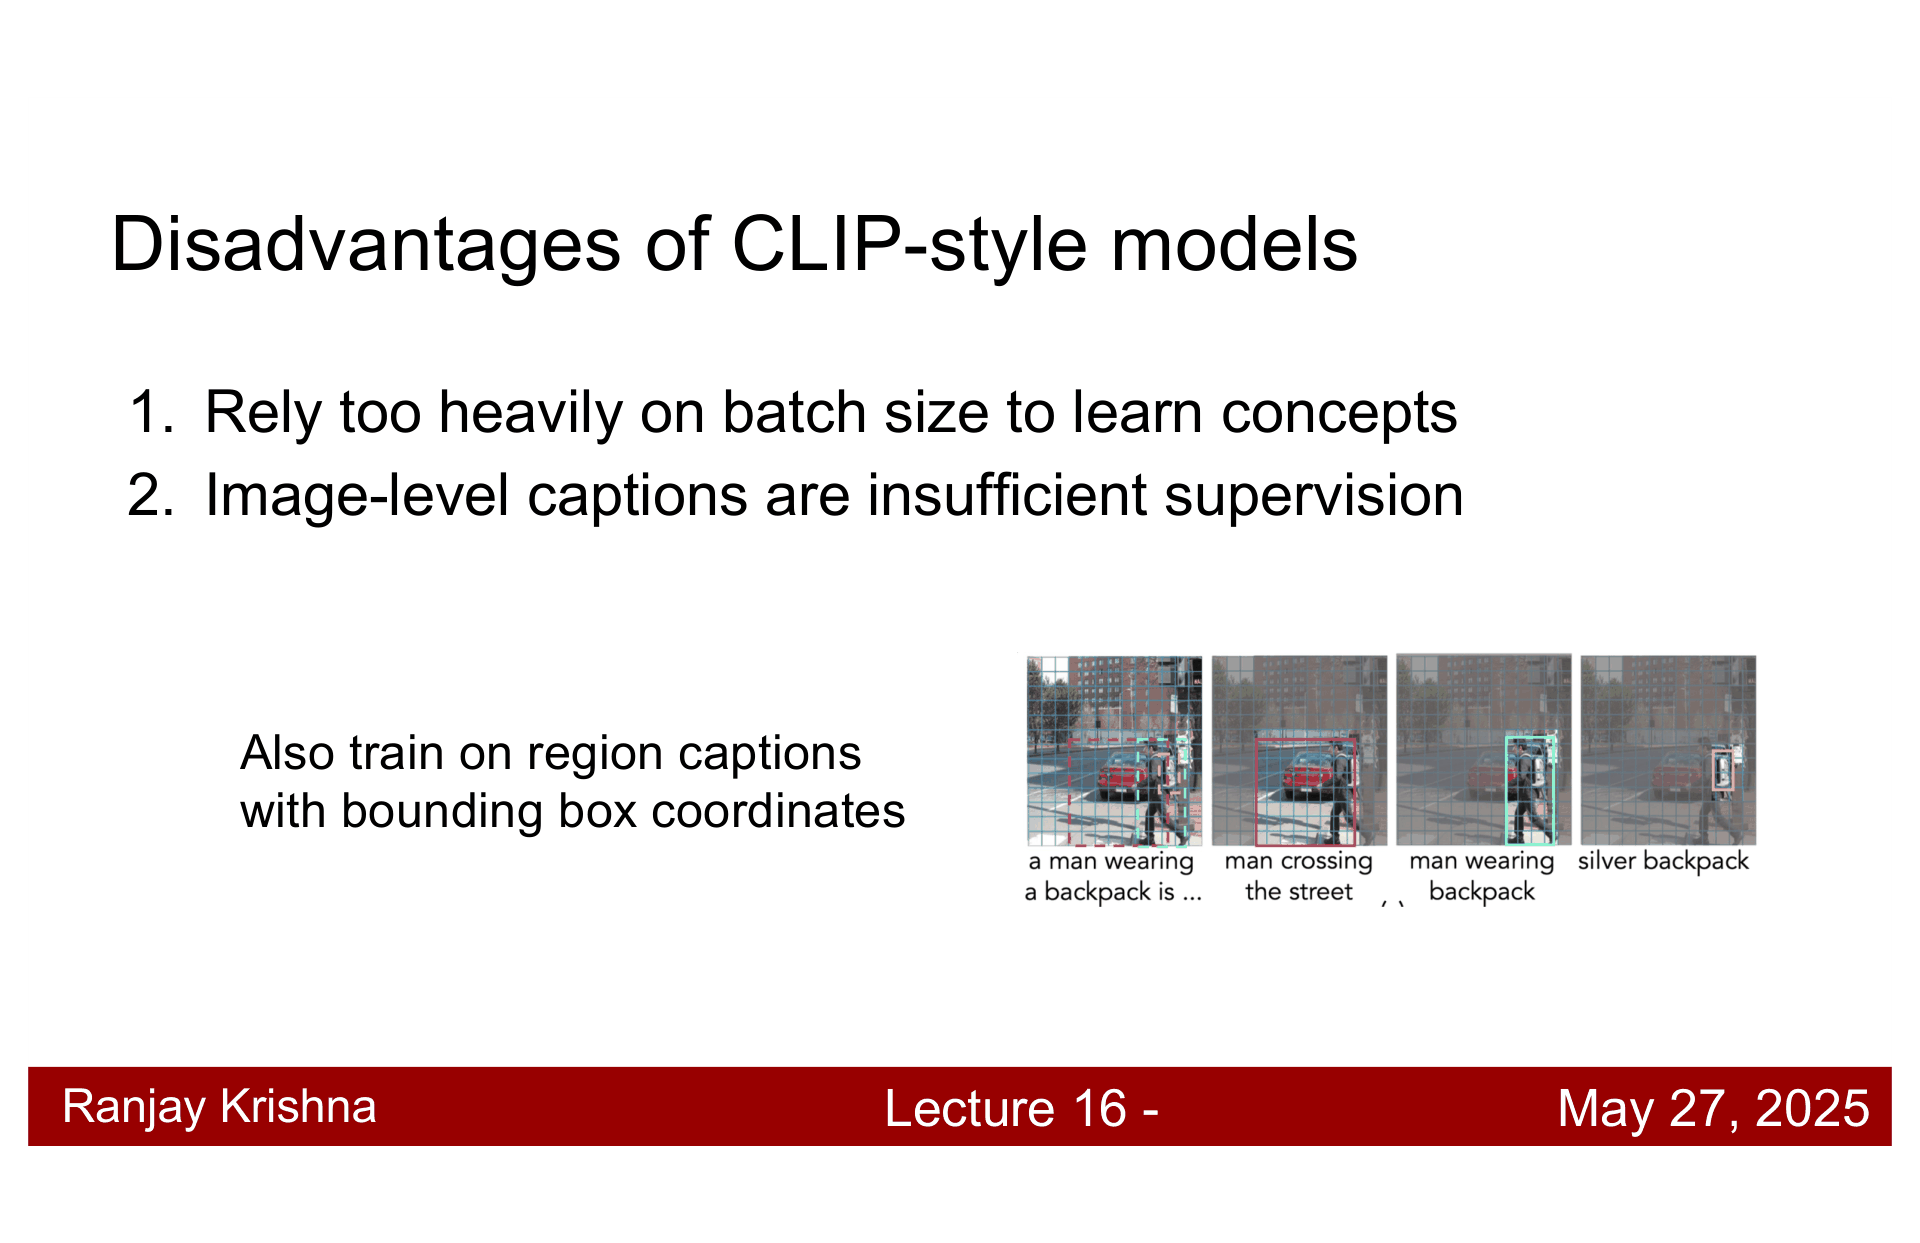 Disadvantages of CLIP-style models
1. Rely too heavily on batch size to learn concepts
2. Image-level captions are insufficient supervision
Also train on region captions
with bounding box coordinates
a man wearing
a backpack is ...
man crossing
the street
man wearing
backpack
silver backpack
Ranjay Krishna
Lecture 16 -
May 27, 2025